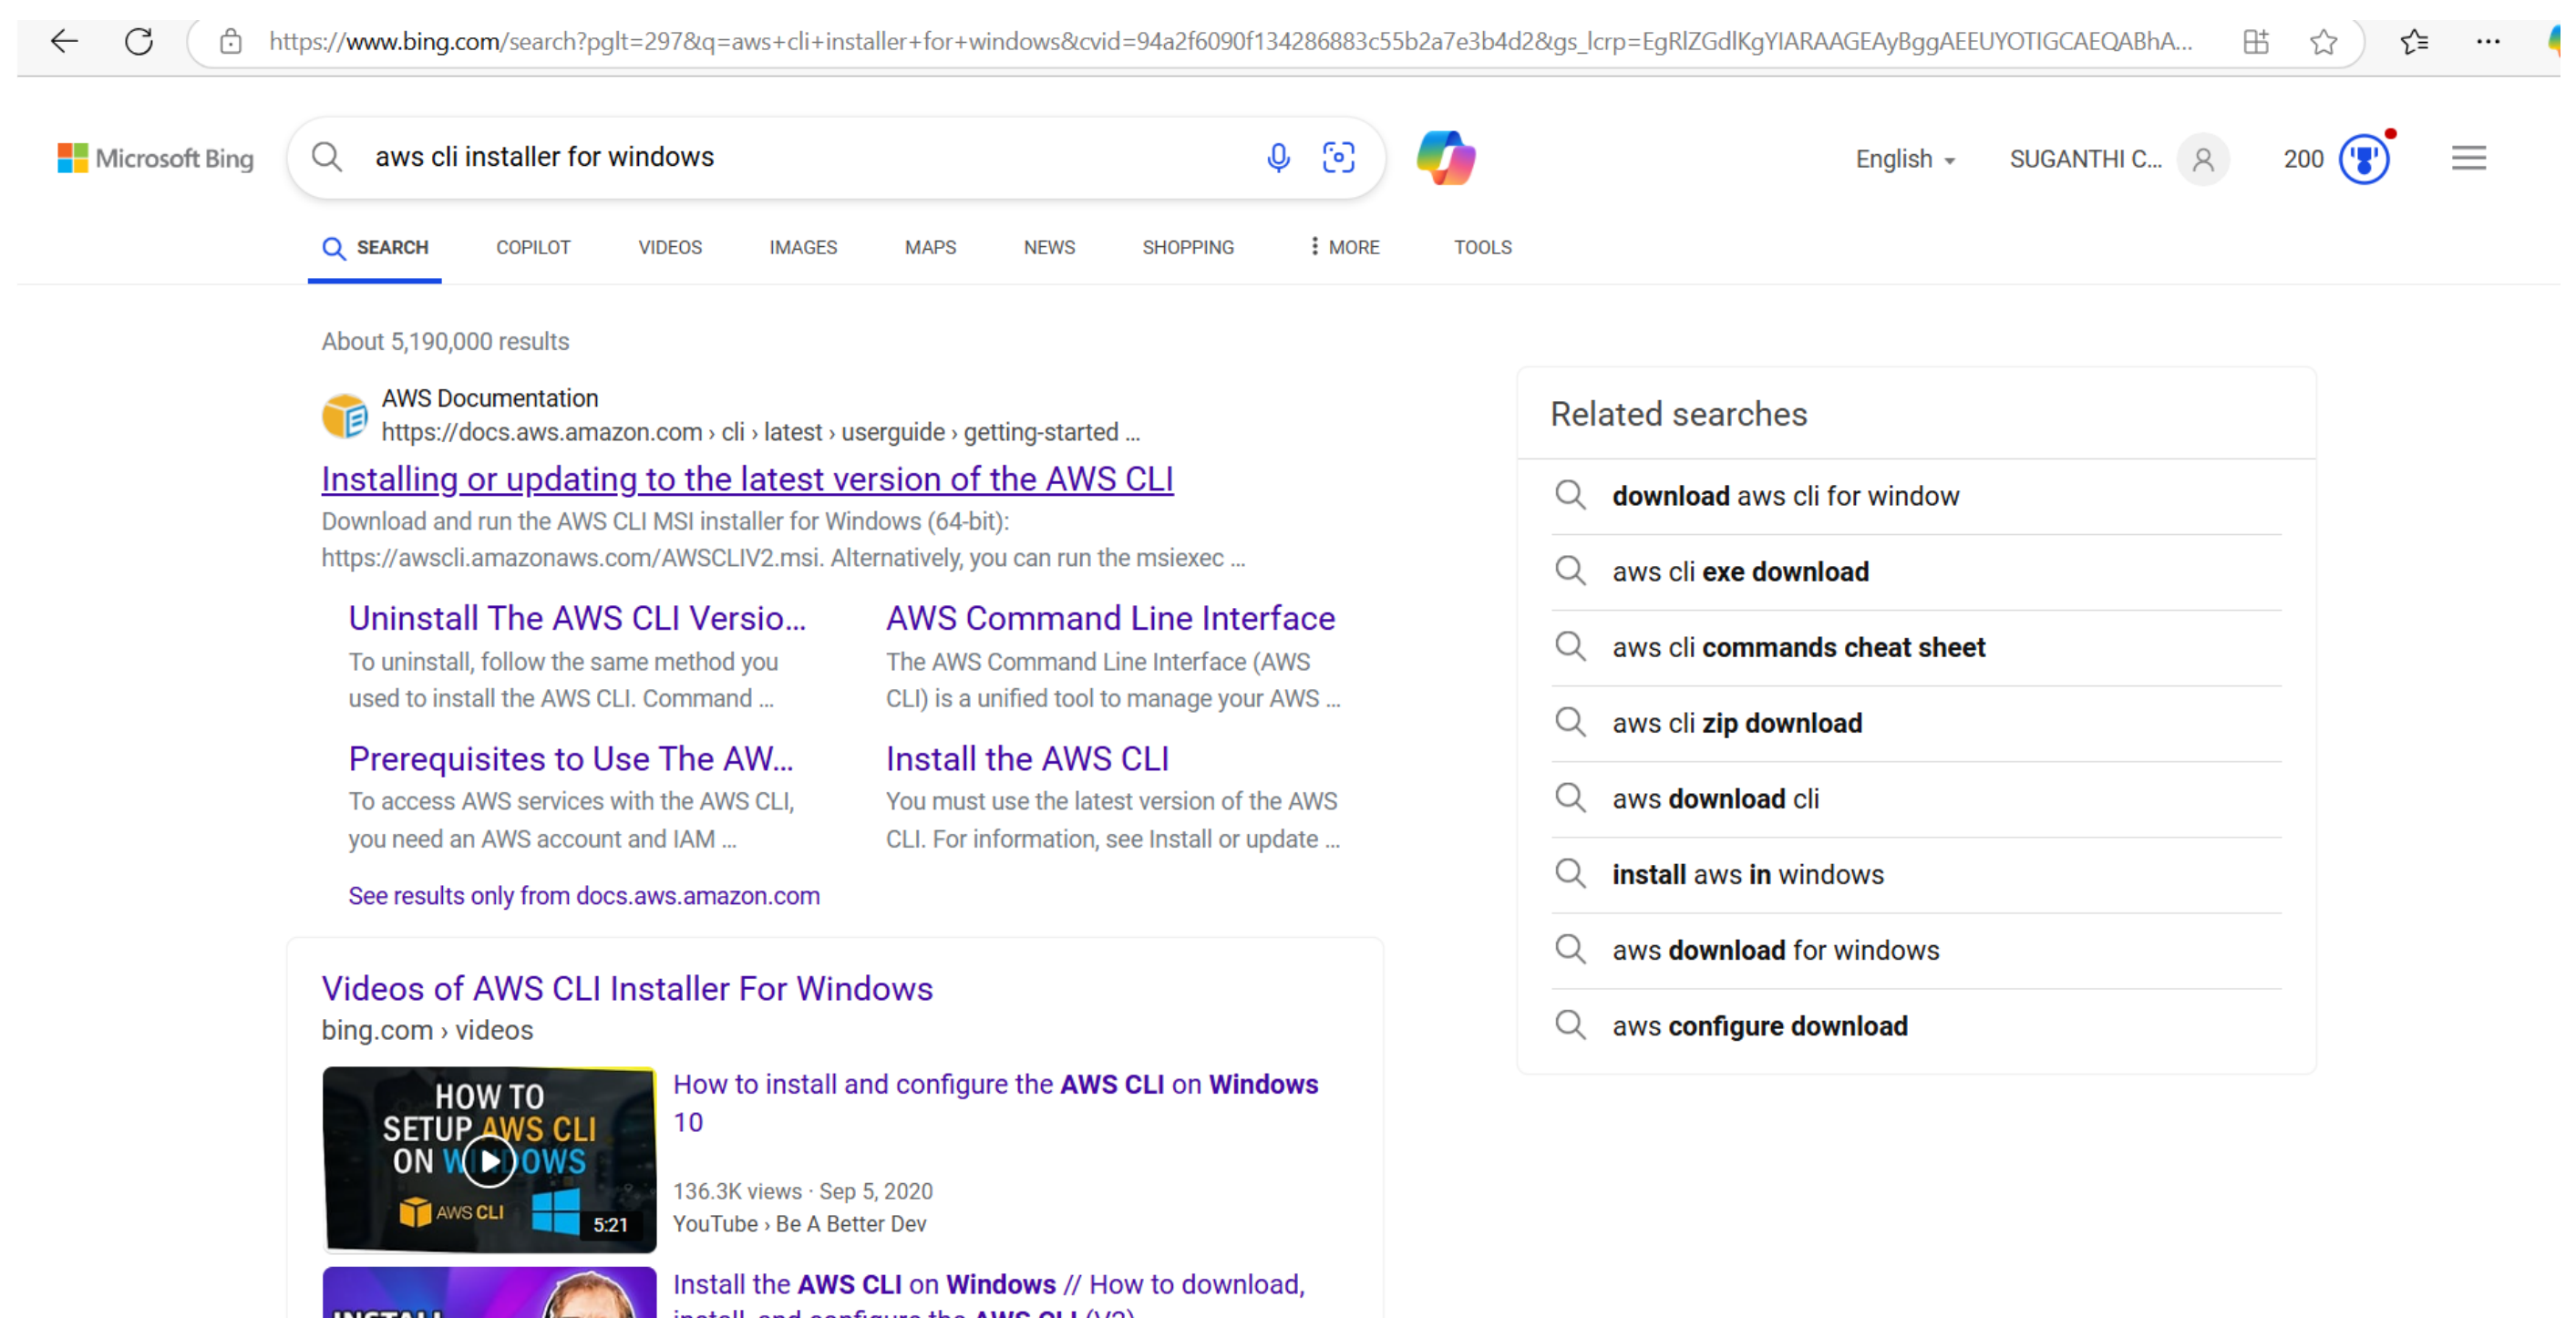 https://www.bing.com/search?pglt=297&q=aws+cli+installer+for+windows&cvid=94a2f6090f134286883c55b2a7e3b4d2&gs_lcrp=EgRlZGdlKgYIARAAGEAyBggAEEUYOTIGCAEQABhA...
Microsoft Bing
aws cli installer for windows
English
SUGANTHI C...
200
SEARCH
COPILOT
VIDEOS
IMAGES
MAPS
NEWS
SHOPPING
MORE
TOOLS
About 5,190,000 results
AWS Documentation
https://docs.aws.amazon.com › cli › latest › userguide › getting-started ...
Installing or updating to the latest version of the AWS CLI
Download and run the AWS CLI MSI installer for Windows (64-bit):
https://awscli.amazonaws.com/AWSCLIV2.msi. Alternatively, you can run the msiexec ...
Uninstall The AWS CLI Versio...
To uninstall, follow the same method you
used to install the AWS CLI. Command ...
AWS Command Line Interface
The AWS Command Line Interface (AWS
CLI) is a unified tool to manage your AWS ...
Prerequisites to Use The AW...
To access AWS services with the AWS CLI,
you need an AWS account and IAM ...
Install the AWS CLI
You must use the latest version of the AWS
CLI. For information, see Install or update ...
See results only from docs.aws.amazon.com
Videos of AWS CLI Installer For Windows
bing.com › videos
HOW TO
SETUP AWS CLI
ON WINDOWS
AWS CLI
5:21
How to install and configure the AWS CLI on Windows
10
136.3K views · Sep 5, 2020
YouTube › Be A Better Dev
INSTALL
Install the AWS CLI on Windows // How to download,
install, and configure the AWS CLI (V2)
Related searches
download aws cli for window
aws cli exe download
aws cli commands cheat sheet
aws cli zip download
aws download cli
install aws in windows
aws download for windows
aws configure download